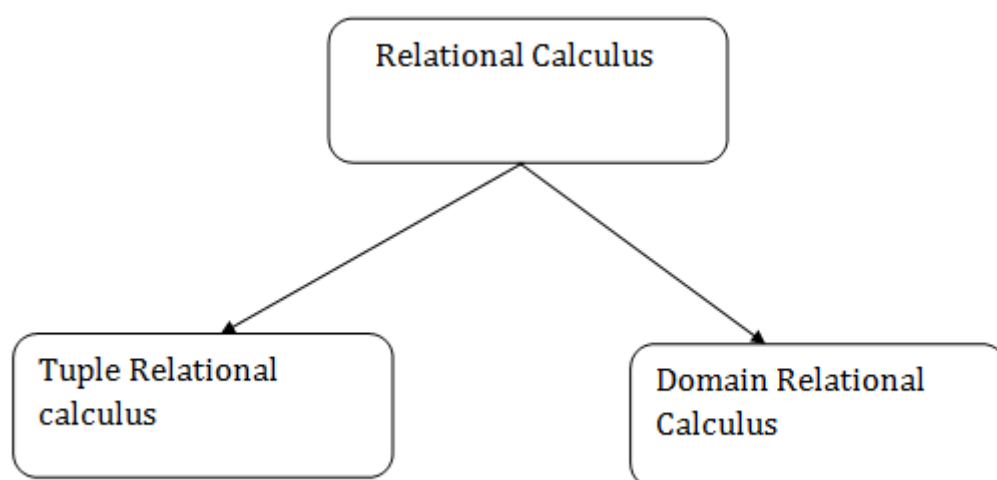 Relational Calculus
Tuple Relational
calculus
Domain Relational
Calculus